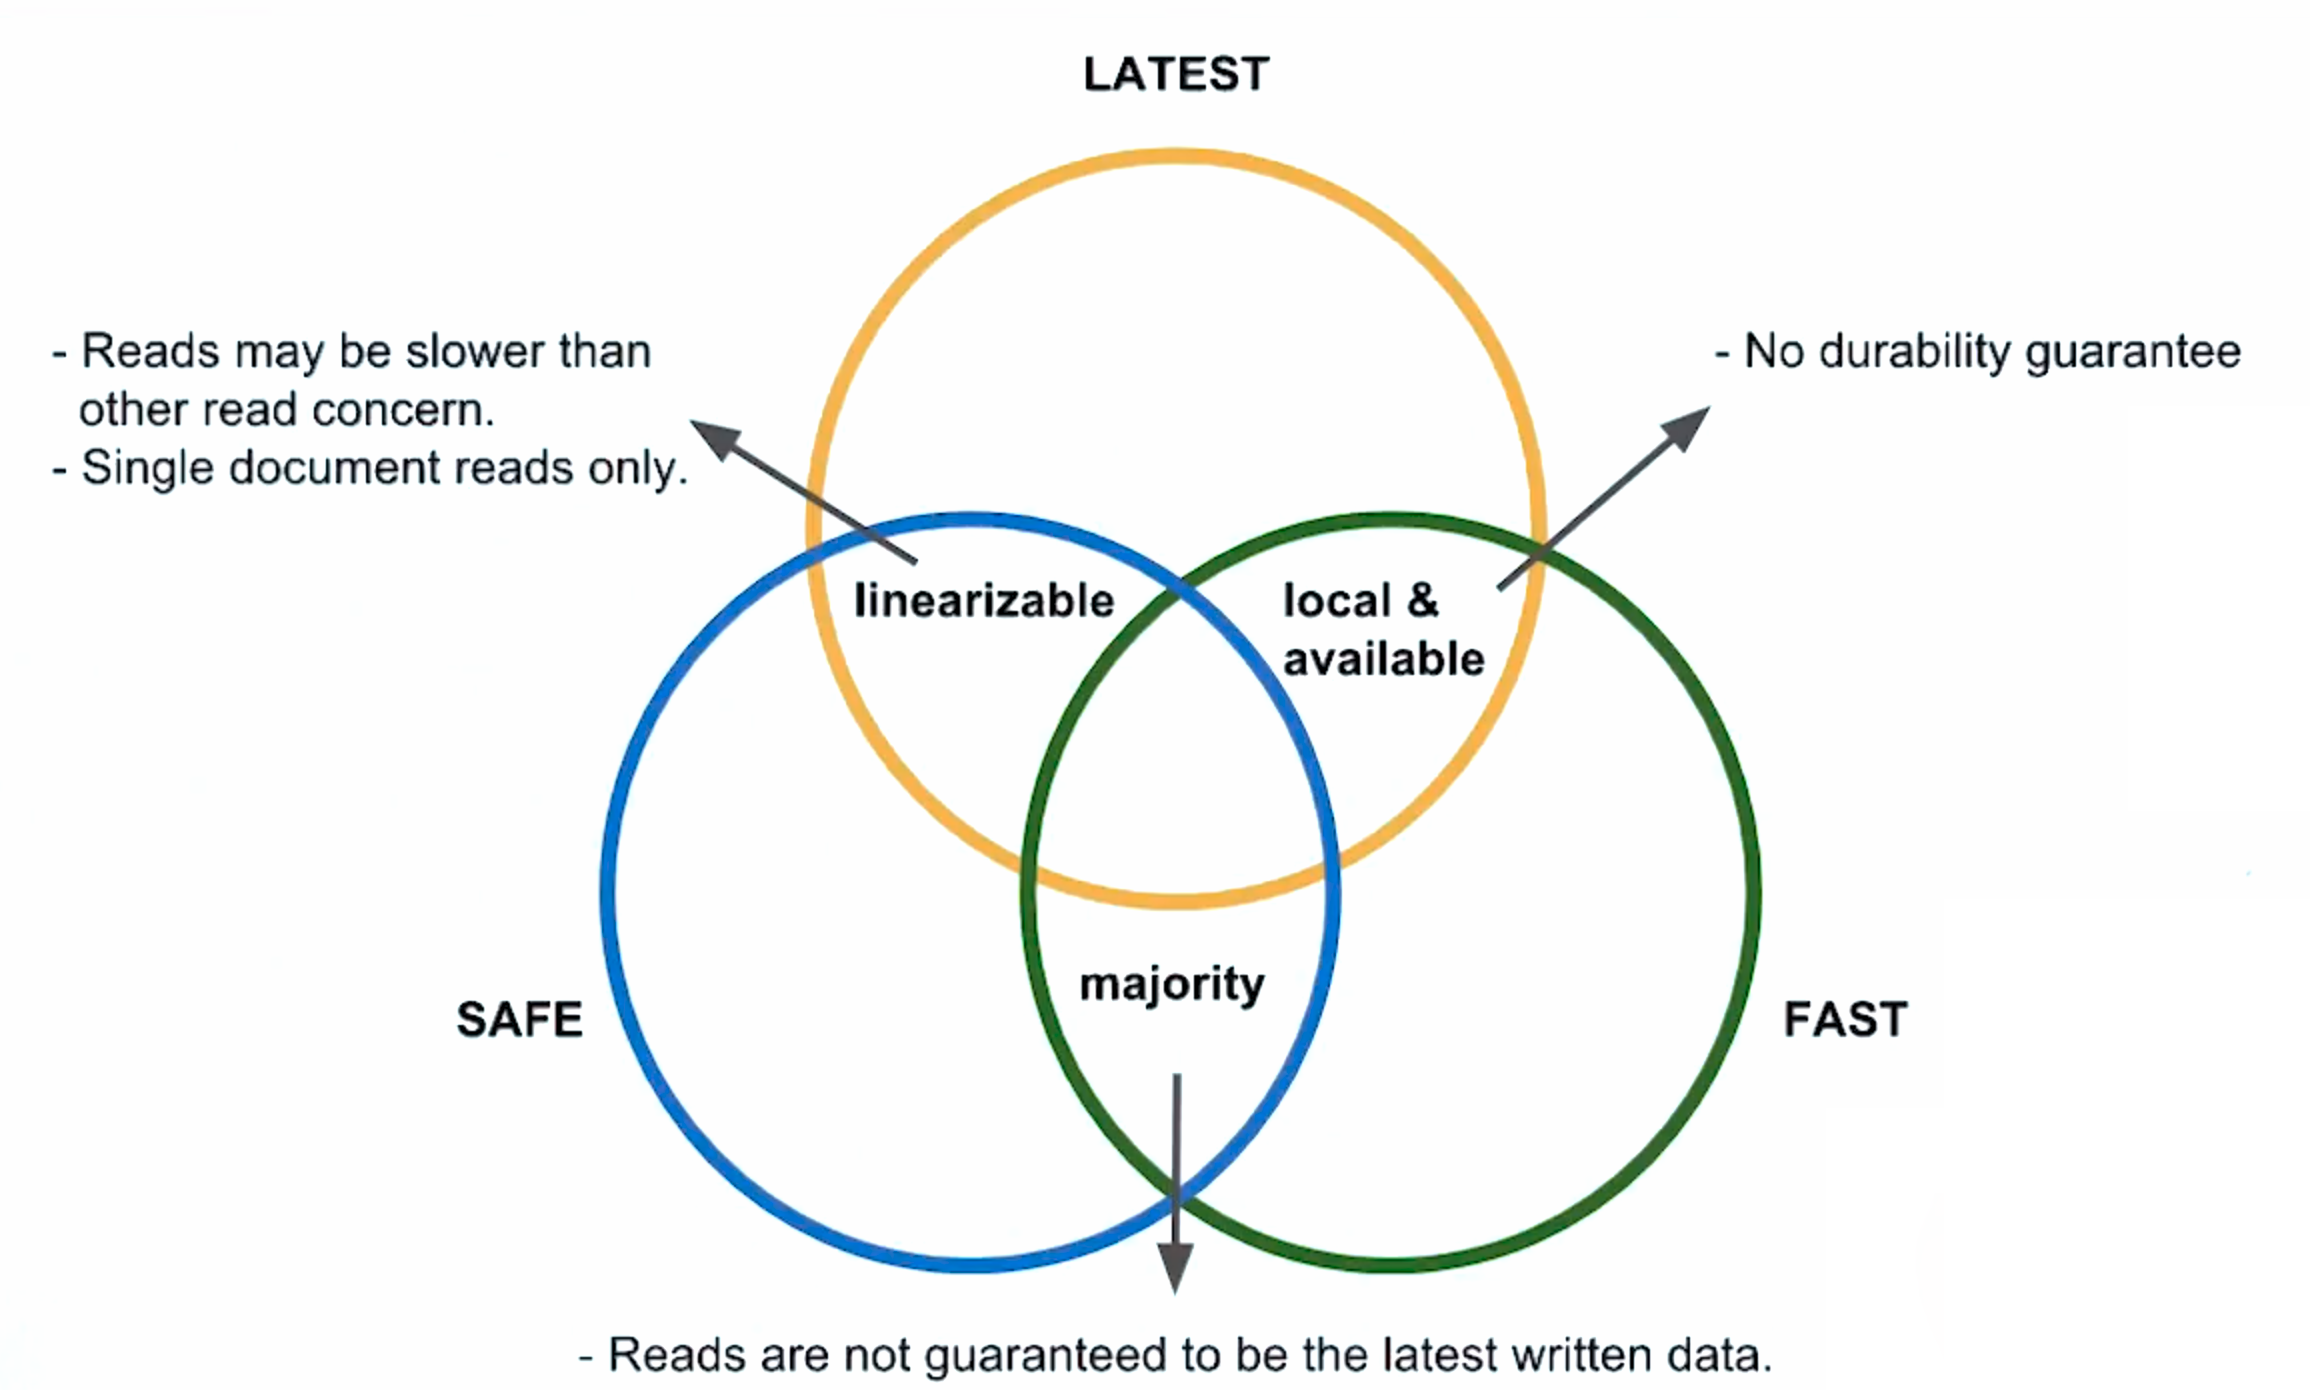 LATEST
- Reads may be slower than
other read concern.
- Single document reads only.
- No durability guarantee
linearizable
local &
available
majority
SAFE
FAST
- Reads are not guaranteed to be the latest written data.